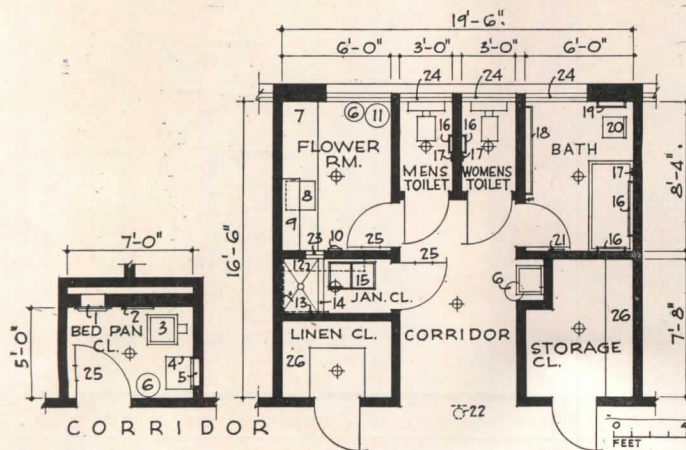 19'-6"
6'-0" 3'-0" 3'-0" 6'-0"
24 24
7 6 11 16 16 19 20
FLOWER RM.
17 17 18
BATH
MENS TOILET
WOMENS TOILET
17
16
8
9
10
23 25 25 21 16
16'-6"
8'-4"
7'-0"
12
13 14 15
JAN. CL.
6
LINEN CL.
CORRIDOR
26
26
STORAGE CL.
7'-8"
5'-0"
1 2
BED PAN CL.
3
4
5
25
6
CORRIDOR
22
0 4
FEET